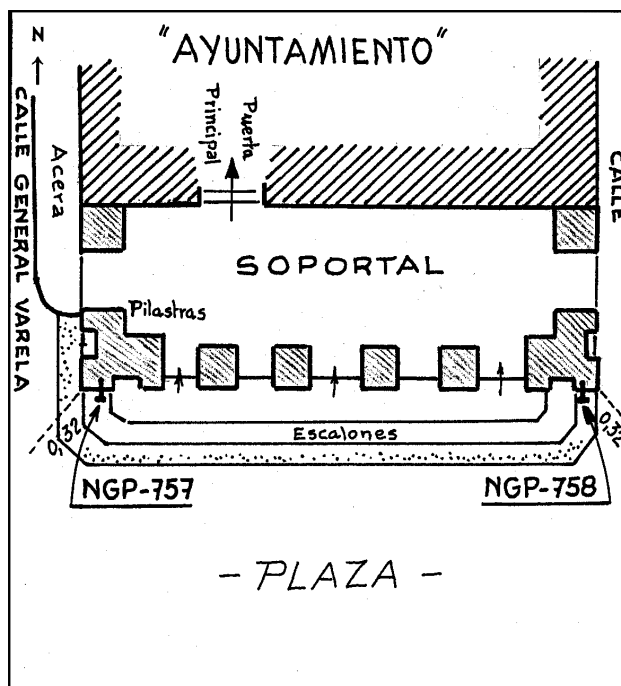 N
"AYUNTAMIENTO"
CALLE GENERAL VARELA
Acera
Puerta
Principal
CALLE
SOPORTAL
Pilastras
Escalones
0,32
0,32
NGP-757
NGP-758
- PLAZA -